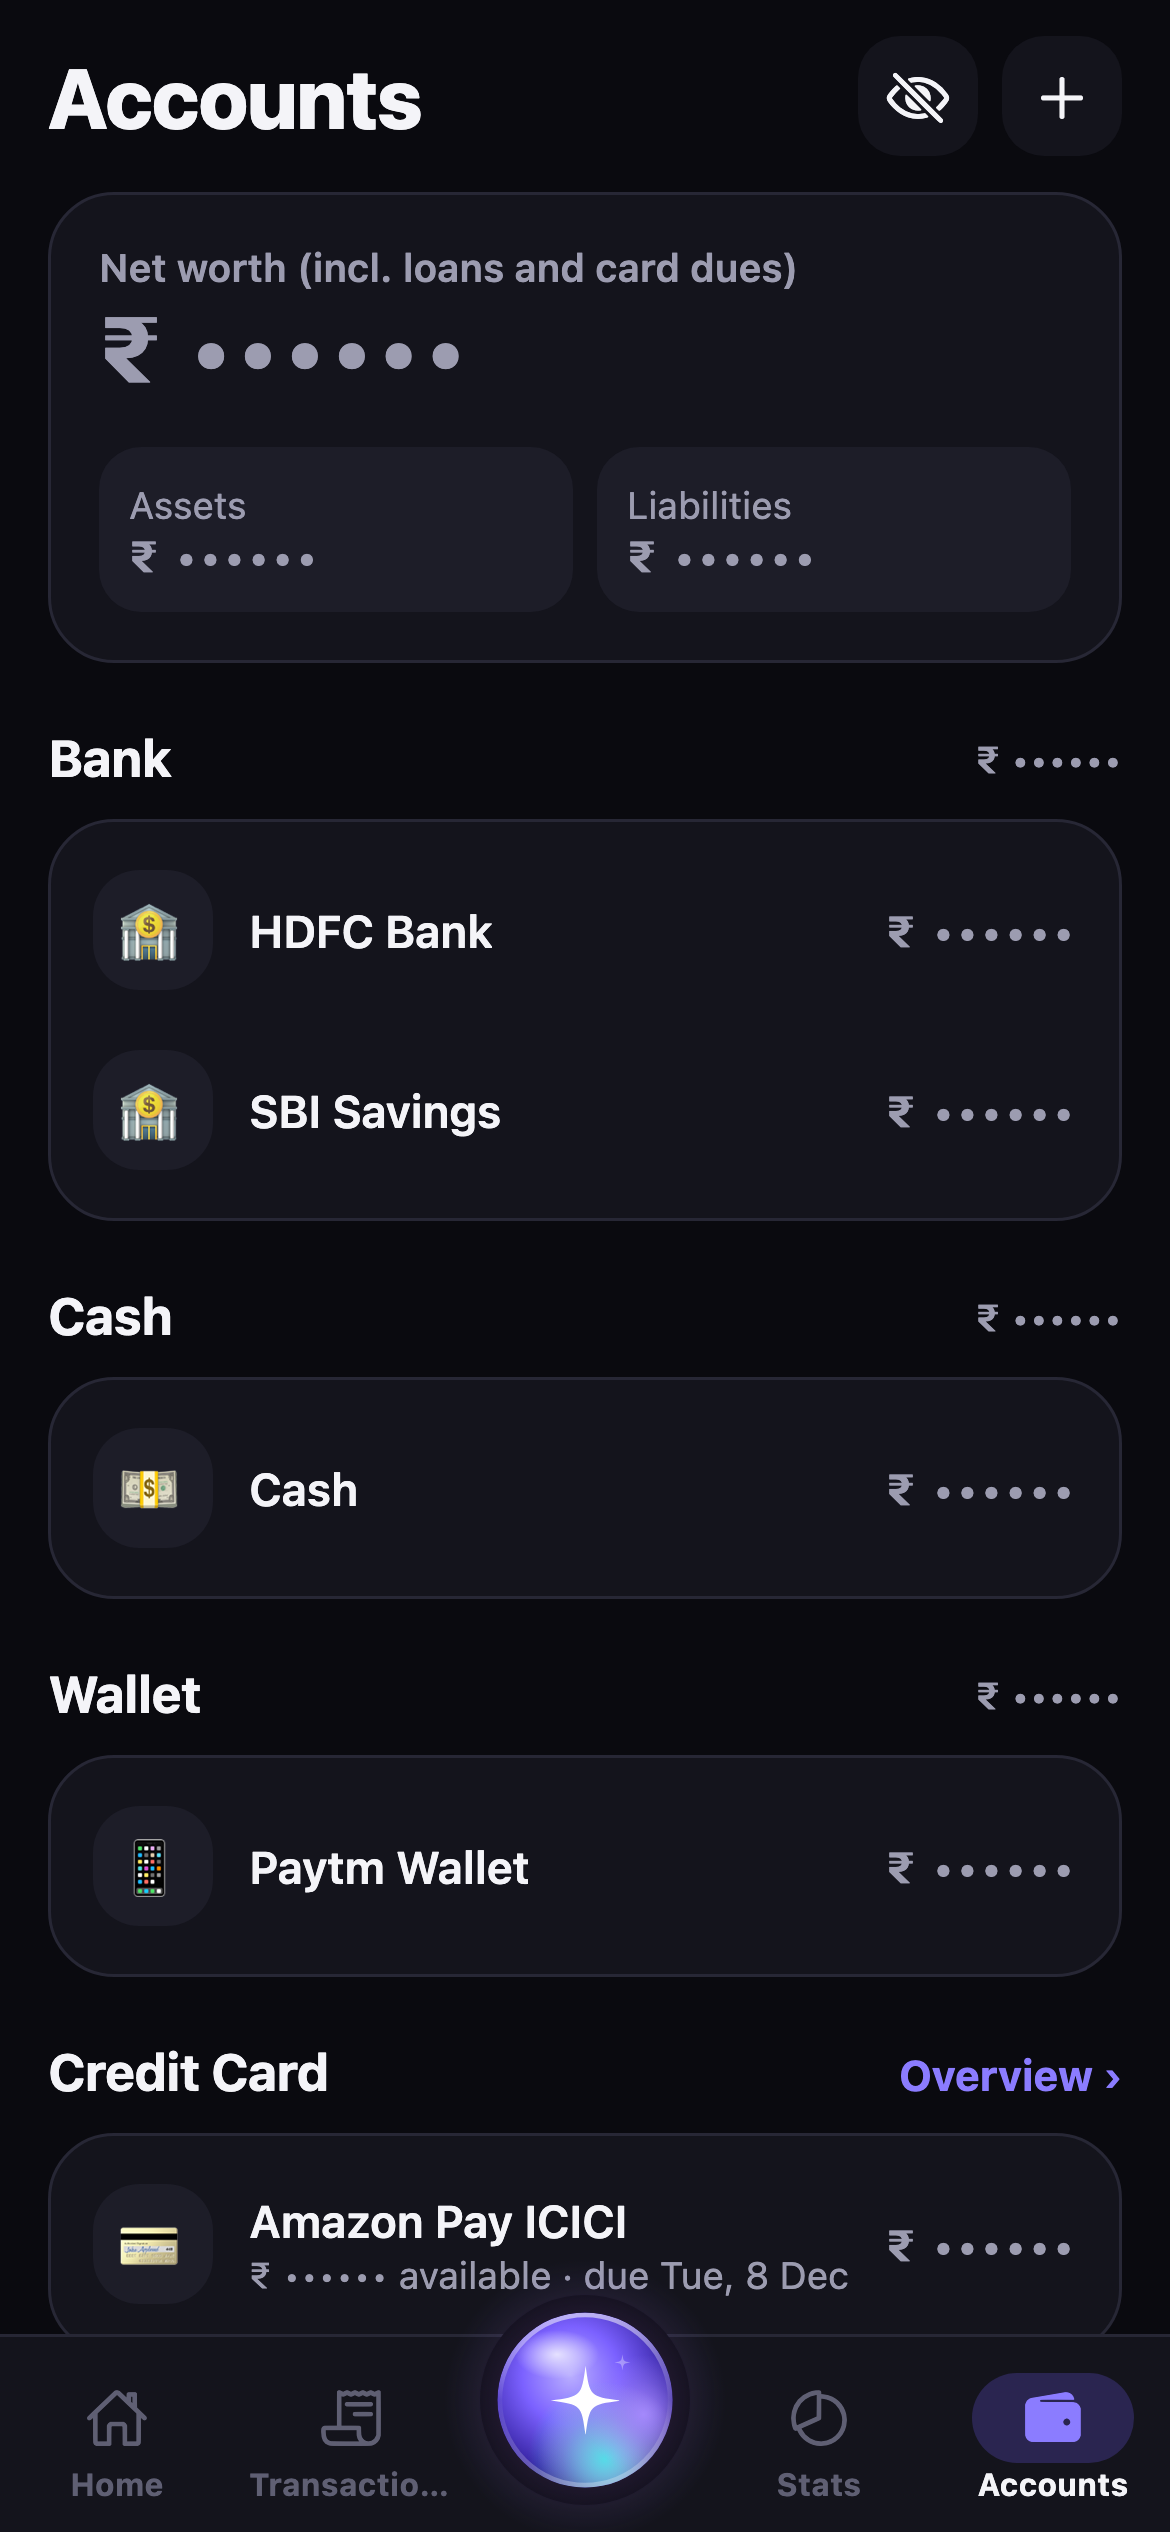 Accounts
Net worth (incl. loans and card dues)
₹ ••••••
Assets
₹ ••••••
Liabilities
₹ ••••••
Bank
₹ ••••••
HDFC Bank
₹ ••••••
SBI Savings
₹ ••••••
Cash
₹ ••••••
Cash
₹ ••••••
Wallet
₹ ••••••
Paytm Wallet
₹ ••••••
Credit Card
Overview ›
Amazon Pay ICICI
₹ ••••••
₹ •••••• available · due Tue, 8 Dec
Home
Transactio...
Stats
Accounts